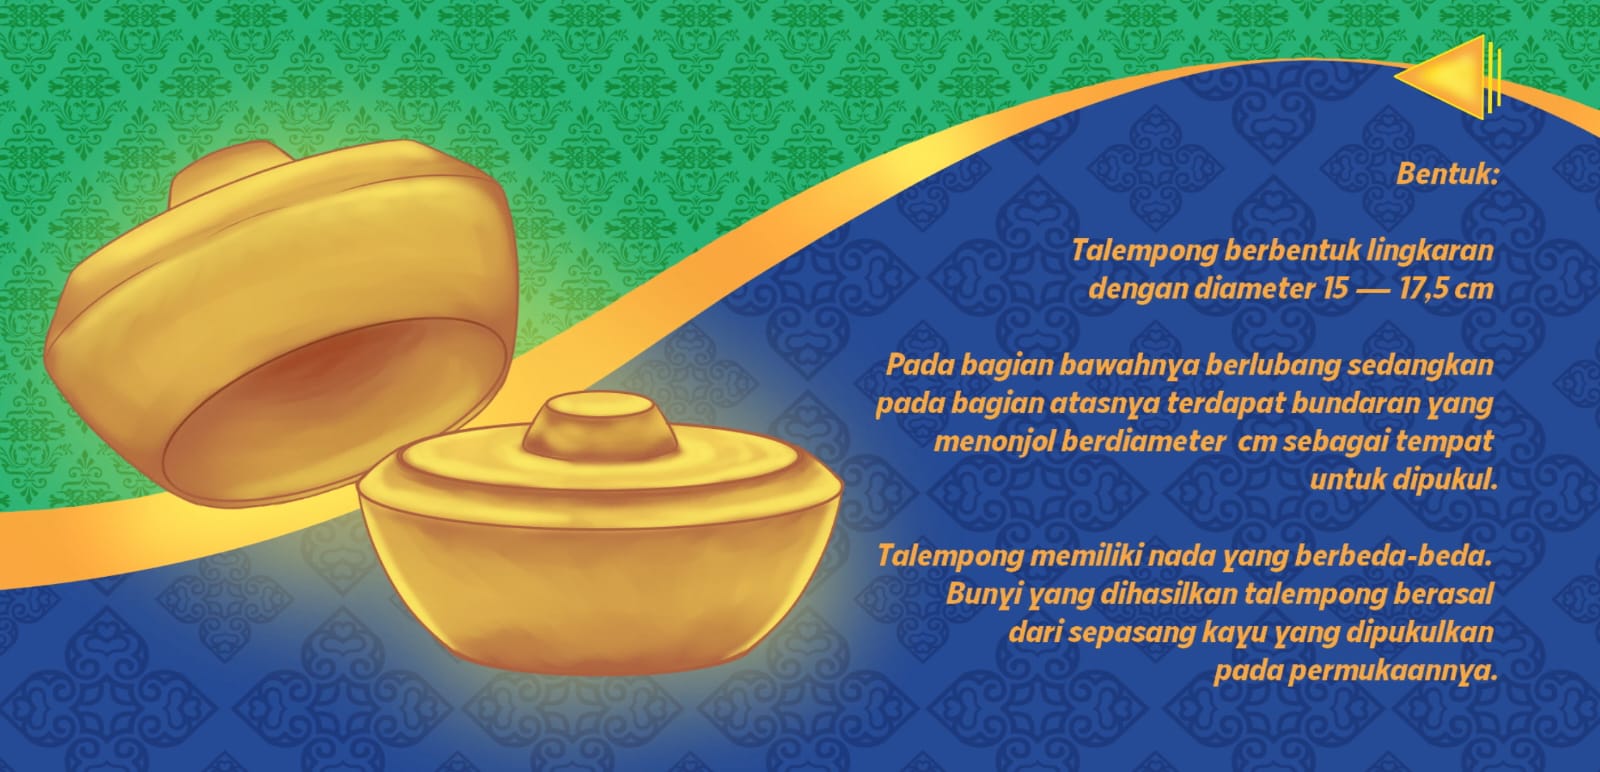 Bentuk:
Talempong berbentuk lingkaran
dengan diameter 15 — 17,5 cm
Pada bagian bawahnya berlubang sedangkan
pada bagian atasnya terdapat bundaran yang
menonjol berdiameter  cm sebagai tempat
untuk dipukul.
Talempong memiliki nada yang berbeda-beda.
Bunyi yang dihasilkan talempong berasal
dari sepasang kayu yang dipukulkan
pada permukaannya.